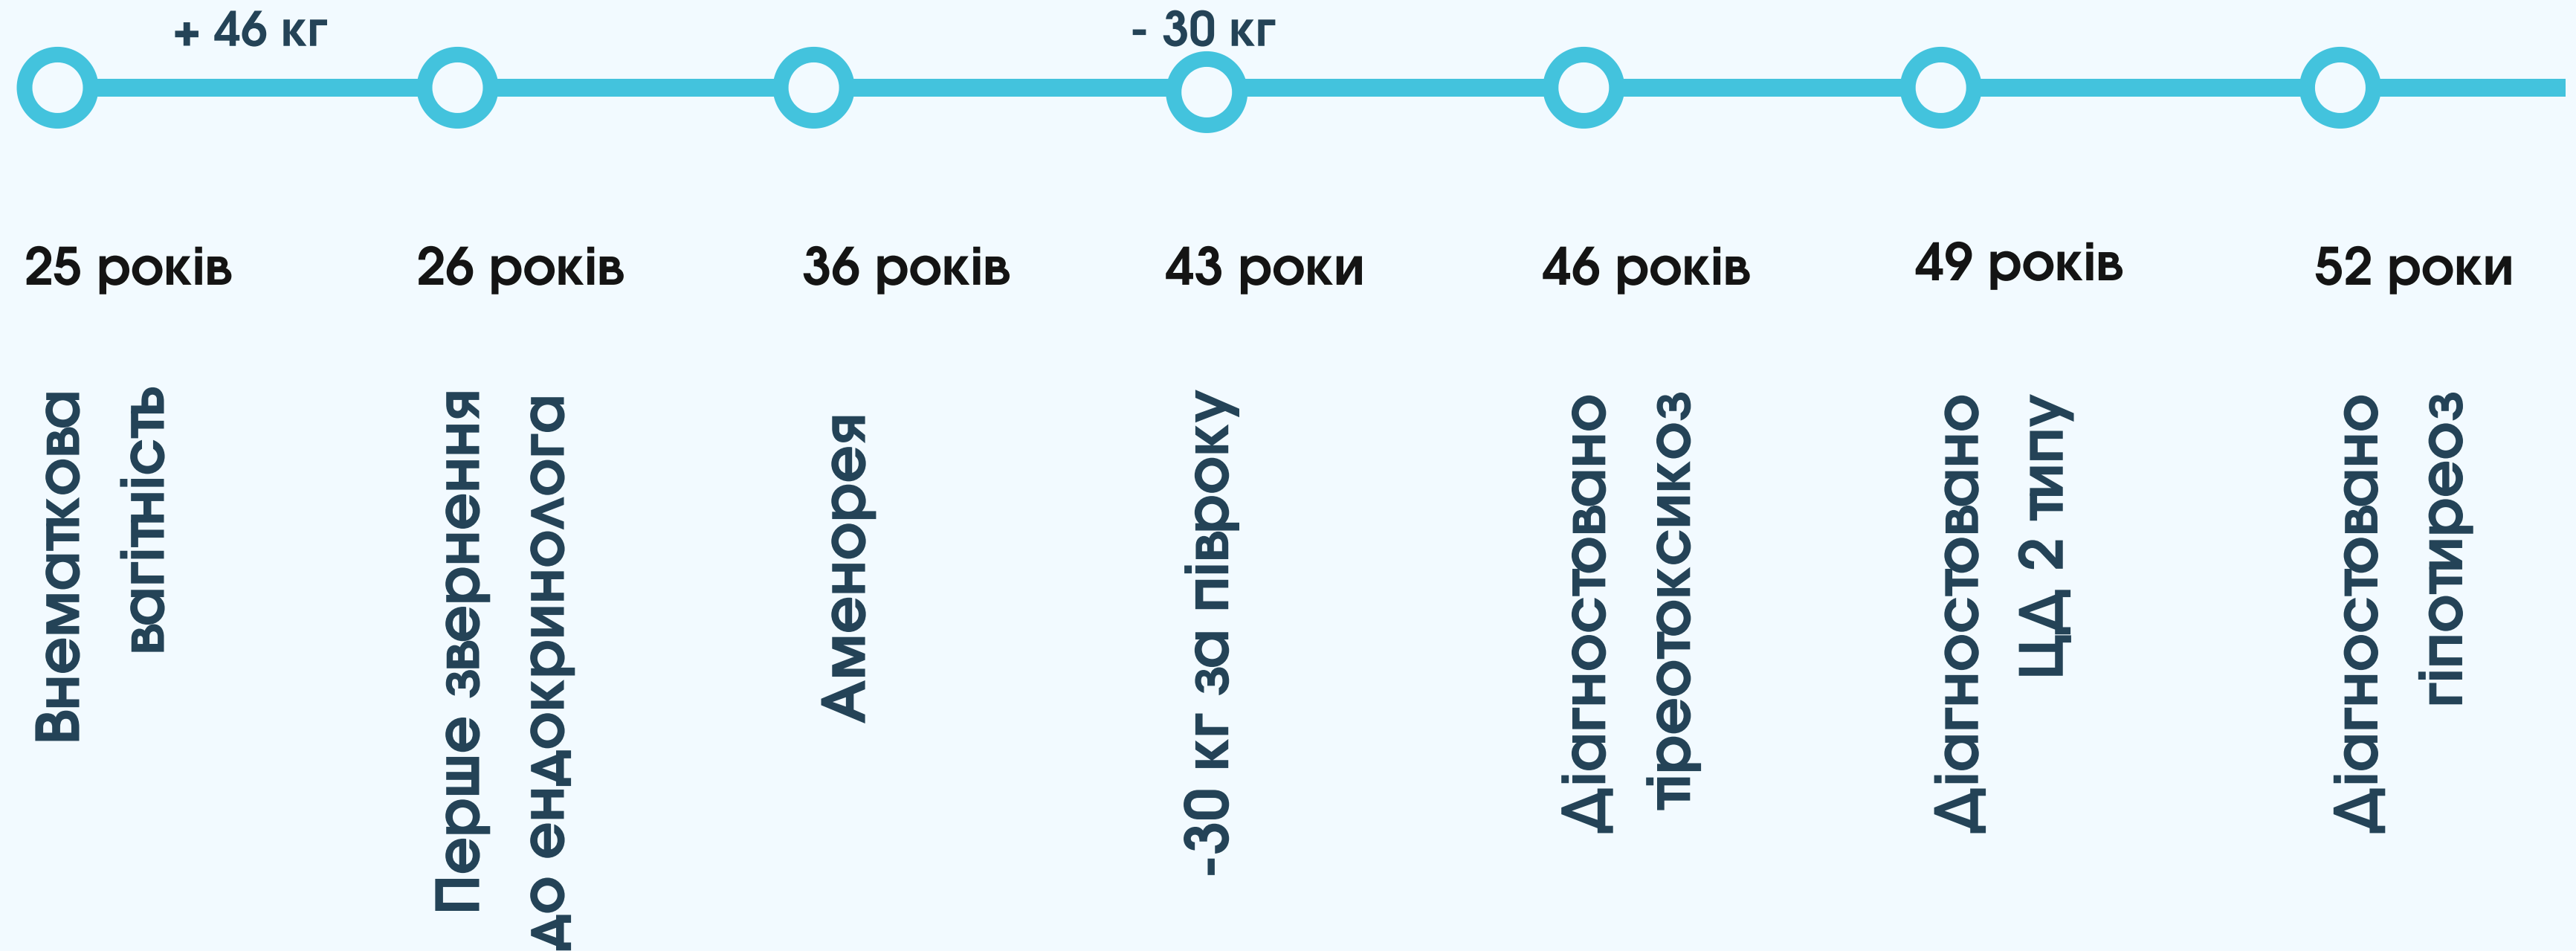 + 46 кг
- 30 кг
25 років
26 років
36 років
43 роки
46 років
49 років
52 роки
Внематкова
вагітність
Перше звернення
до ендокринолога
Аменорея
-30 кг за півроку
Діагностовано
тіреотоксикоз
Діагностовано
ЦД 2 типу
Діагностовано
гіпотиреоз